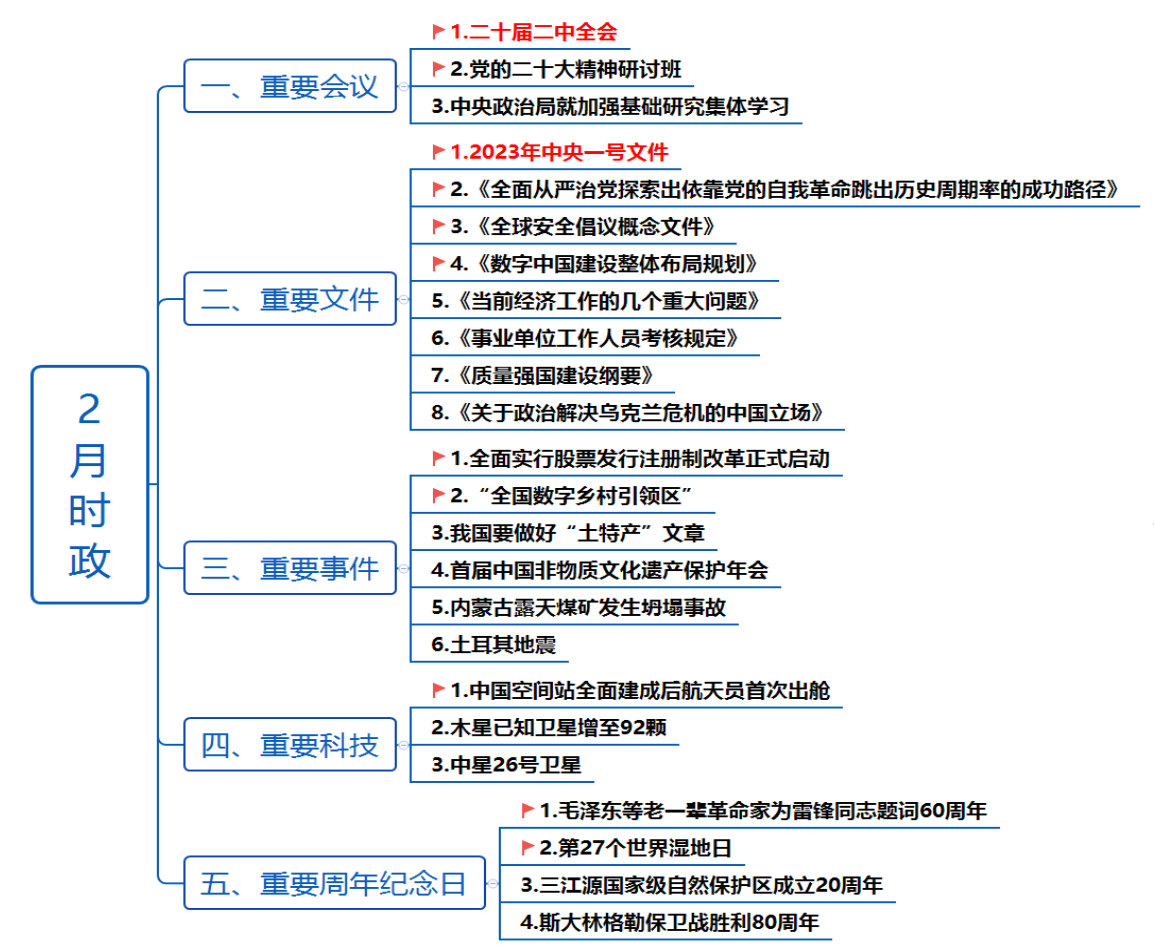 2
月
时
政
一、重要会议
1.二十届二中全会
2.党的二十大精神研讨班
3.中央政治局就加强基础研究集体学习
二、重要文件
1.2023年中央一号文件
2.《全面从严治党探索出依靠党的自我革命跳出历史周期率的成功路径》
3.《全球安全倡议概念文件》
4.《数字中国建设整体布局规划》
5.《当前经济工作的几个重大问题》
6.《事业单位工作人员考核规定》
7.《质量强国建设纲要》
8.《关于政治解决乌克兰危机的中国立场》
三、重要事件
1.全面实行股票发行注册制改革正式启动
2.“全国数字乡村引领区”
3.我国要做好“土特产”文章
4.首届中国非物质文化遗产保护年会
5.内蒙古露天煤矿发生坍塌事故
6.土耳其地震
四、重要科技
1.中国空间站全面建成后航天员首次出舱
2.木星已知卫星增至92颗
3.中星26号卫星
五、重要周年纪念日
1.毛泽东等老一辈革命家为雷锋同志题词60周年
2.第27个世界湿地日
3.三江源国家级自然保护区成立20周年
4.斯大林格勒保卫战胜利80周年